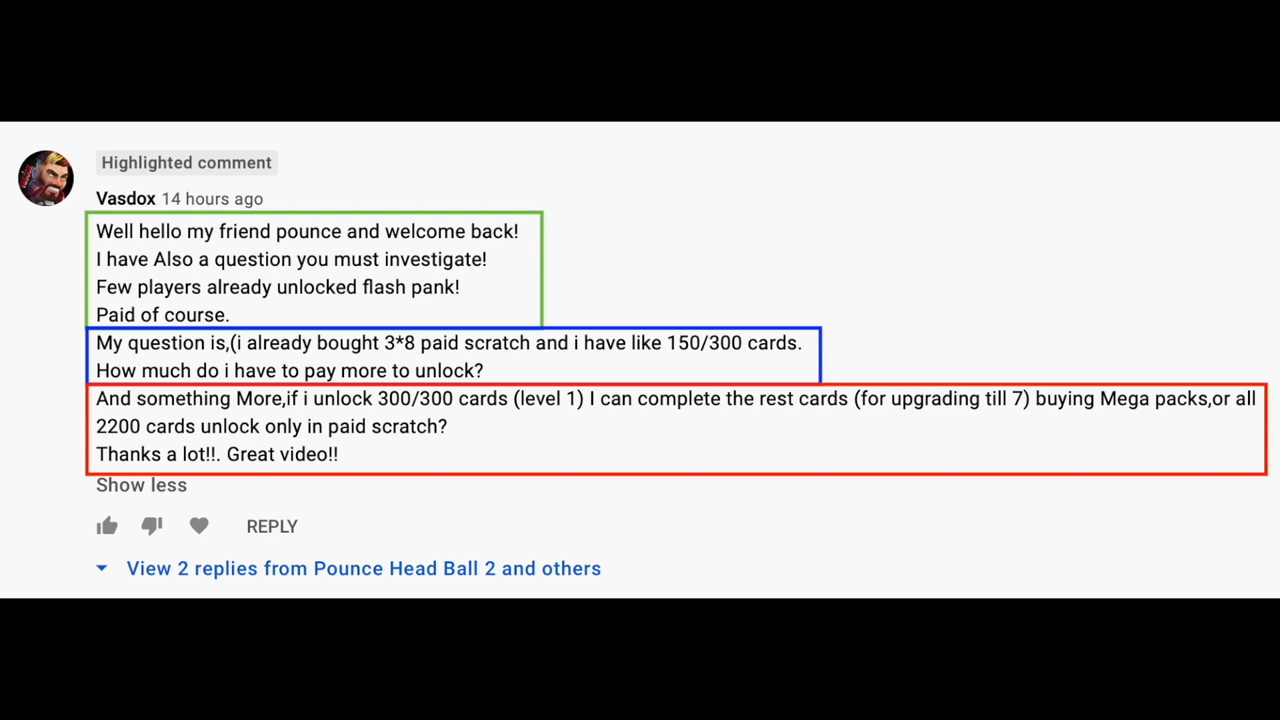 Highlighted comment
Vasdox 14 hours ago
Well hello my friend pounce and welcome back!
I have Also a question you must investigate!
Few players already unlocked flash pank!
Paid of course.
My question is,(i already bought 3*8 paid scratch and i have like 150/300 cards.
How much do i have to pay more to unlock?
And something More,if i unlock 300/300 cards (level 1) I can complete the rest cards (for upgrading till 7) buying Mega packs,or all
2200 cards unlock only in paid scratch?
Thanks a lot!!. Great video!!
Show less
REPLY
View 2 replies from Pounce Head Ball 2 and others